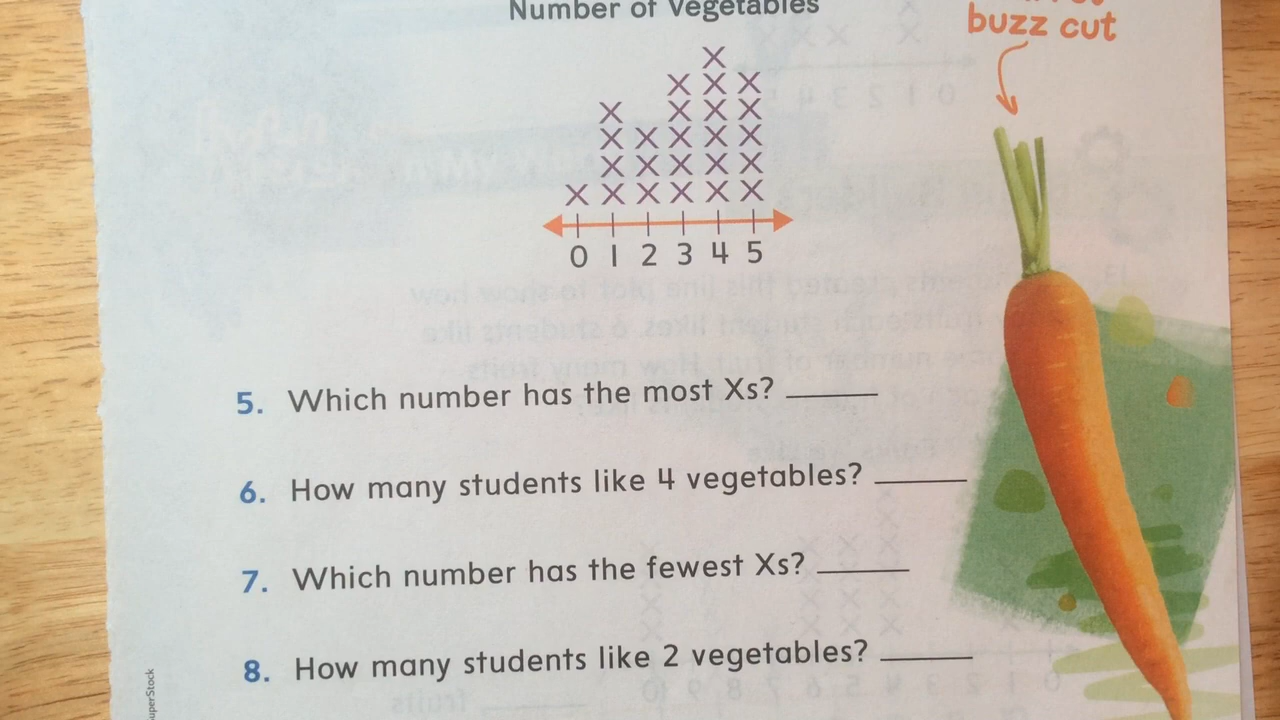 Number of Vegetables
buzz cut
X
X X X
X X X X
X X X X X
X X X X X
X X X X X X
0 1 2 3 4 5
5. Which number has the most Xs?
6. How many students like 4 vegetables?
7. Which number has the fewest Xs?
8. How many students like 2 vegetables?